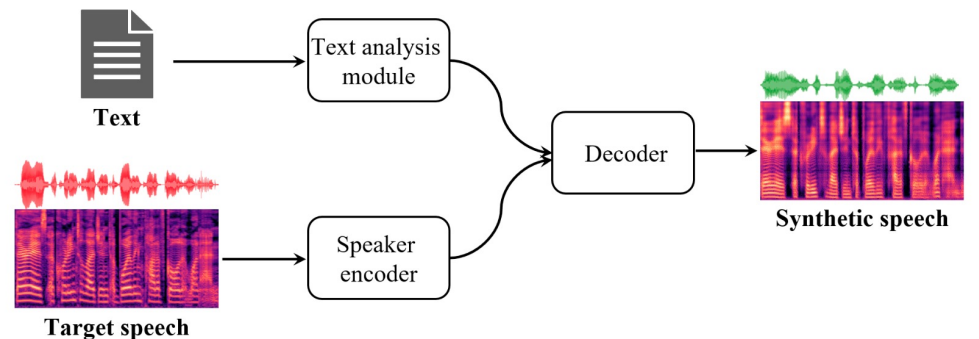 Text
Text analysis
module
Target speech
Speaker
encoder
Decoder
Synthetic speech